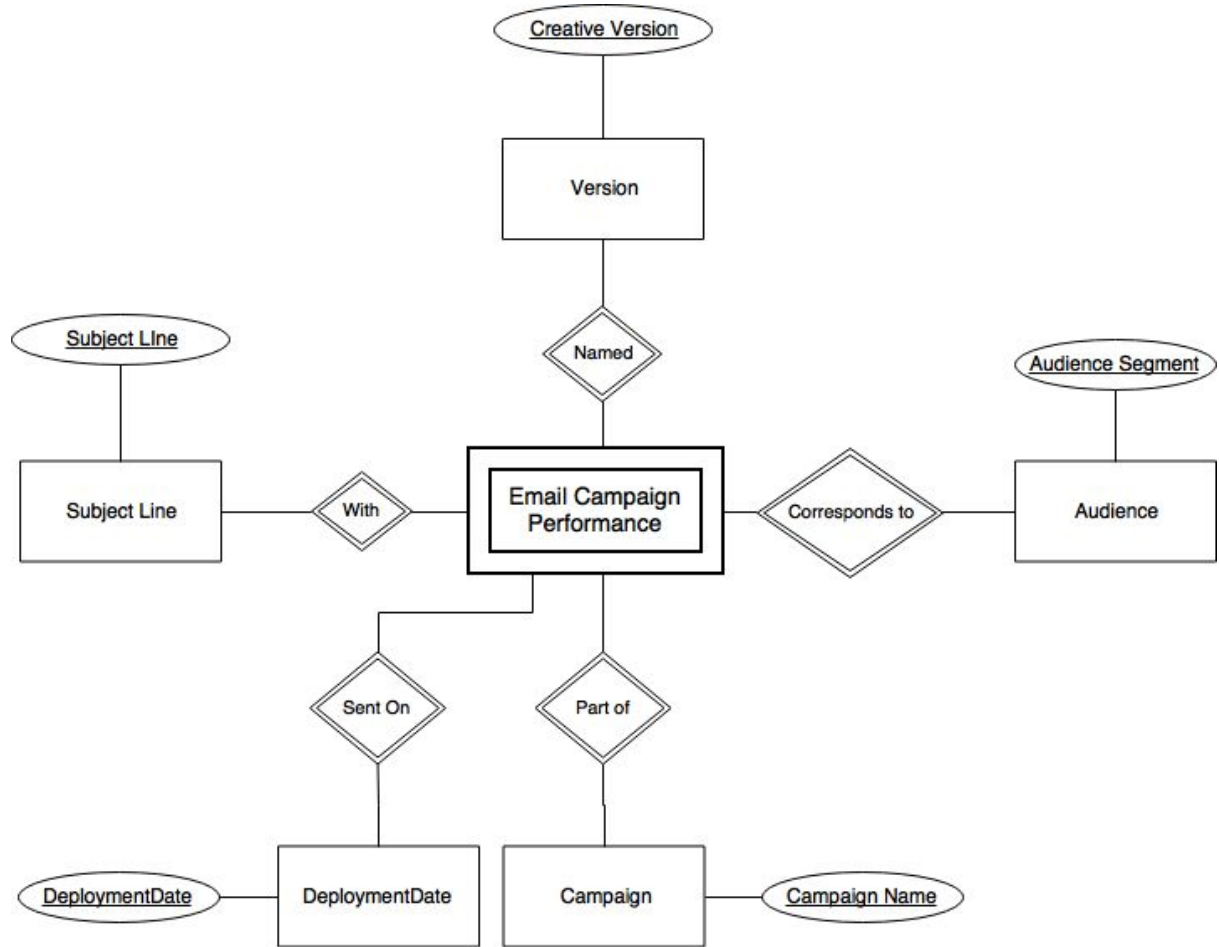 Creative Version
Version
Named
Subject LIne
Audience Segment
Subject Line
With
Email Campaign
Performance
Corresponds to
Audience
Sent On
Part of
DeploymentDate
DeploymentDate
Campaign
Campaign Name